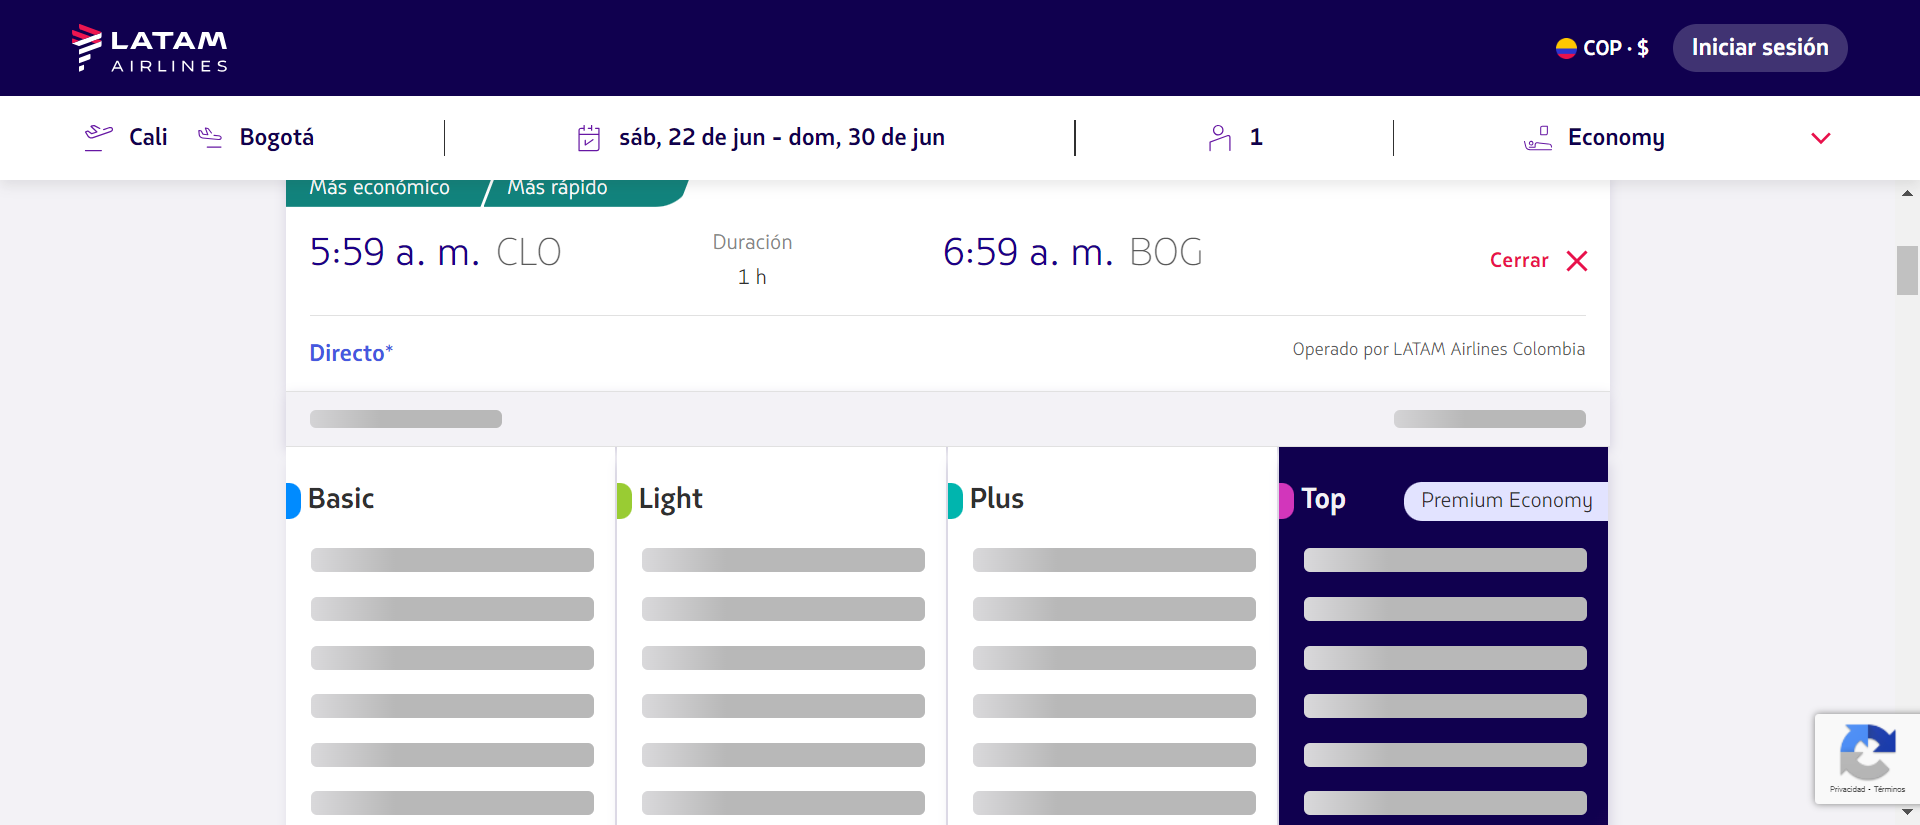 LATAM
AIRLINES
COP · $
Iniciar sesión
Cali
Bogotá
sáb, 22 de jun - dom, 30 de jun
1
Economy
Más económico
Más rápido
5:59 a. m. CLO
Duración
1 h
6:59 a. m. BOG
Cerrar
Directo*
Operado por LATAM Airlines Colombia
Basic
Light
Plus
Top
Premium Economy
Privacidad - Términos